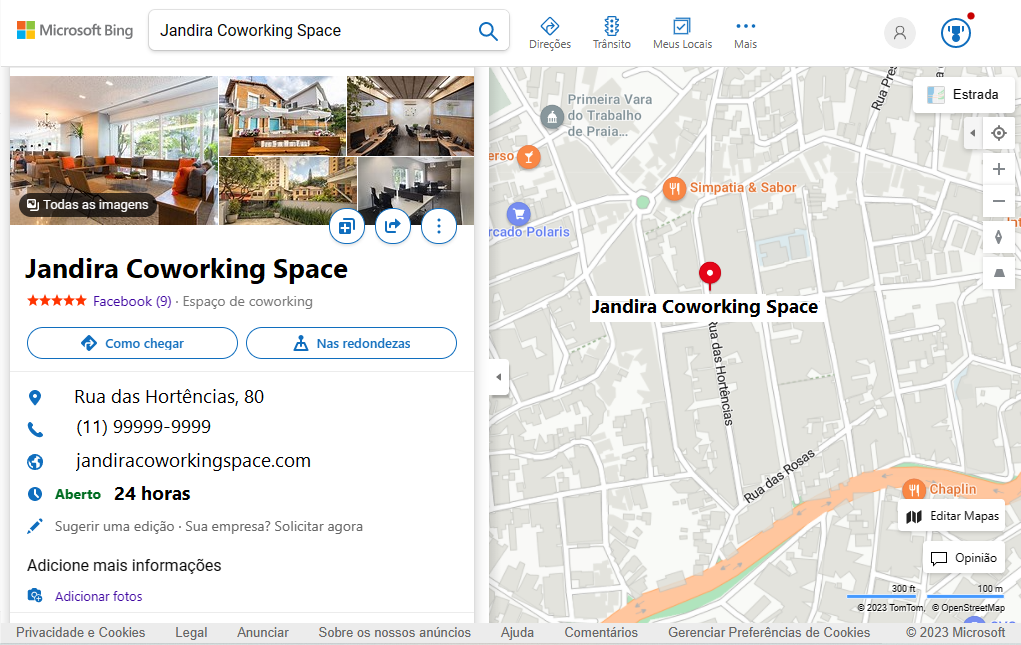 Microsoft Bing
Jandira Coworking Space
Direções
Trânsito
Meus Locais
Mais
Todas as imagens
Jandira Coworking Space
Facebook (9) · Espaço de coworking
Como chegar
Nas redondezas
Rua das Hortências, 80
(11) 99999-9999
jandiracoworkingspace.com
Aberto 24 horas
Sugerir uma edição · Sua empresa? Solicitar agora
Adicione mais informações
Adicionar fotos
Primeira Vara
do Trabalho
de Praia...
Rua Pres
Estrada
erso
Simpatia & Sabor
rcado Polaris
Jandira Coworking Space
Rua das Hortências
Rua das Rosas
Chaplin
Editar Mapas
Opinião
300 ft
100 m
© 2023 TomTom, © OpenStreetMap
Privacidade e Cookies
Legal
Anunciar
Sobre os nossos anúncios
Ajuda
Comentários
Gerenciar Preferências de Cookies
© 2023 Microsoft